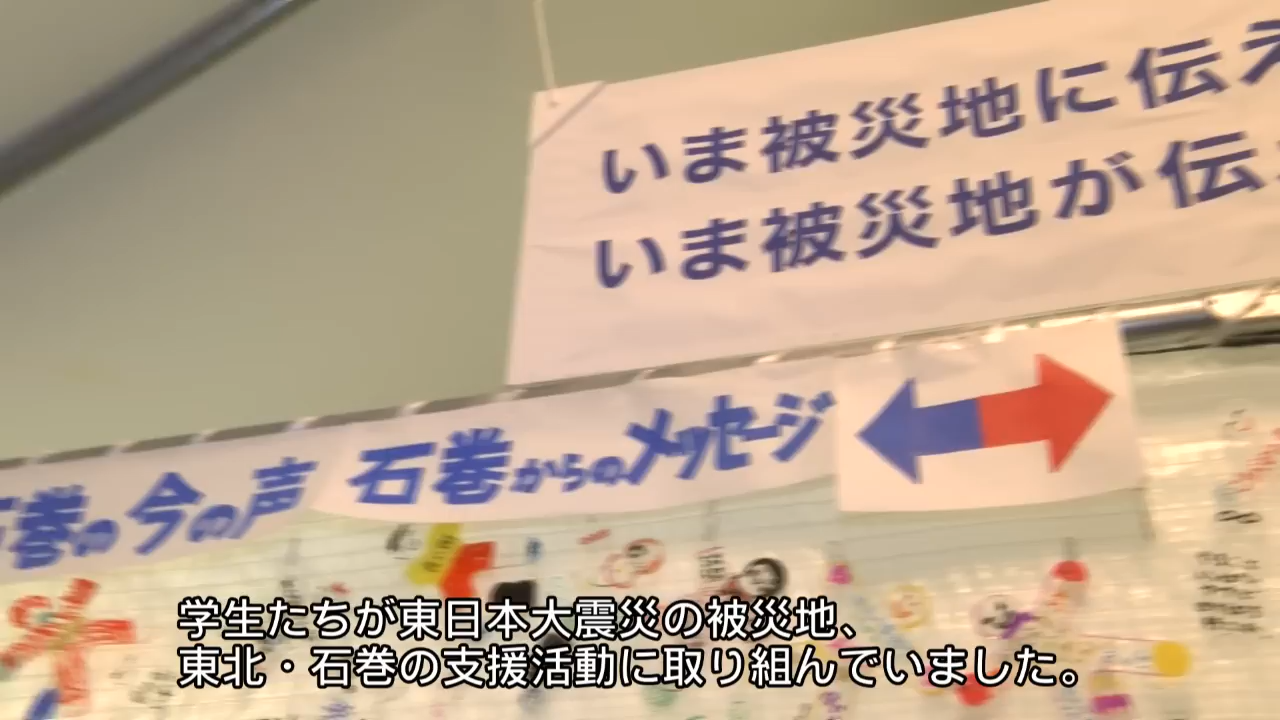 いま被災地に伝え
いま被災地が伝え
石巻の今の声
石巻からのメッセージ
学生たちが東日本大震災の被災地、
東北・石巻の支援活動に取り組んでいました。